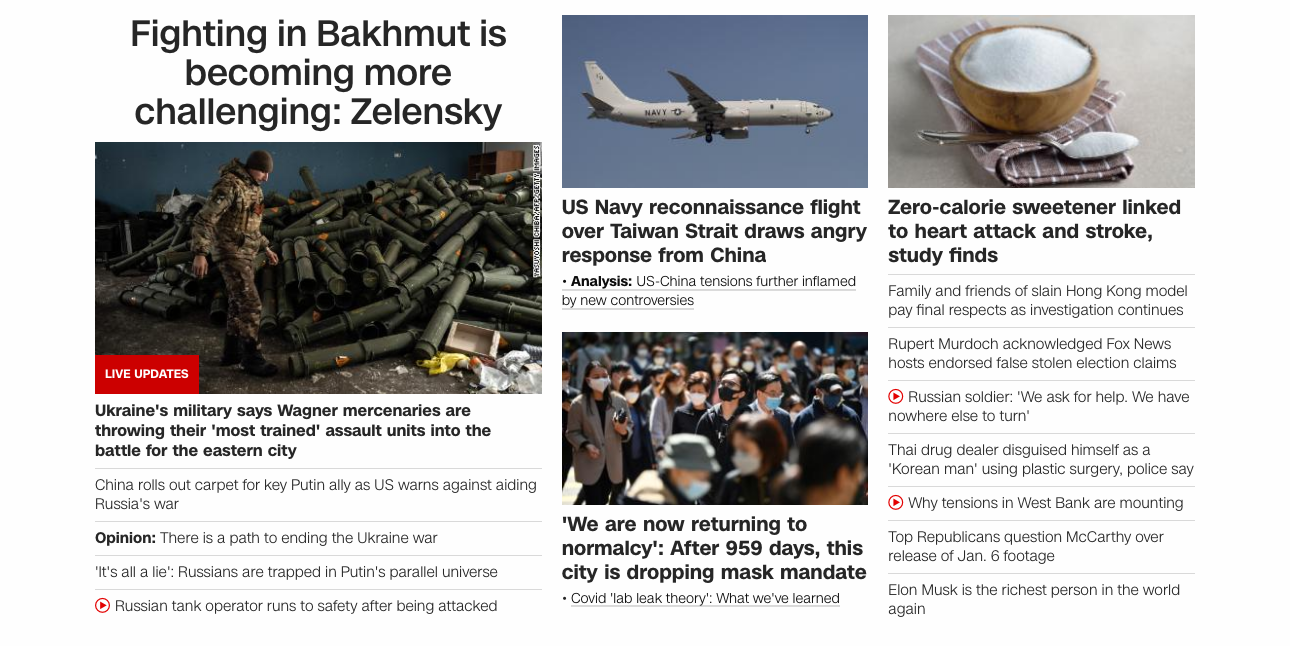 Fighting in Bakhmut is
becoming more
challenging: Zelensky
YASUYOSHI CHIBA/AFP/GETTY IMAGES
LIVE UPDATES
Ukraine's military says Wagner mercenaries are
throwing their 'most trained' assault units into the
battle for the eastern city
China rolls out carpet for key Putin ally as US warns against aiding
Russia's war
Opinion: There is a path to ending the Ukraine war
'It's all a lie': Russians are trapped in Putin's parallel universe
Russian tank operator runs to safety after being attacked
NAVY
US Navy reconnaissance flight
over Taiwan Strait draws angry
response from China
• Analysis: US-China tensions further inflamed
by new controversies
'We are now returning to
normalcy': After 959 days, this
city is dropping mask mandate
• Covid 'lab leak theory': What we've learned
Zero-calorie sweetener linked
to heart attack and stroke,
study finds
Family and friends of slain Hong Kong model
pay final respects as investigation continues
Rupert Murdoch acknowledged Fox News
hosts endorsed false stolen election claims
Russian soldier: 'We ask for help. We have
nowhere else to turn'
Thai drug dealer disguised himself as a
'Korean man' using plastic surgery, police say
Why tensions in West Bank are mounting
Top Republicans question McCarthy over
release of Jan. 6 footage
Elon Musk is the richest person in the world
again